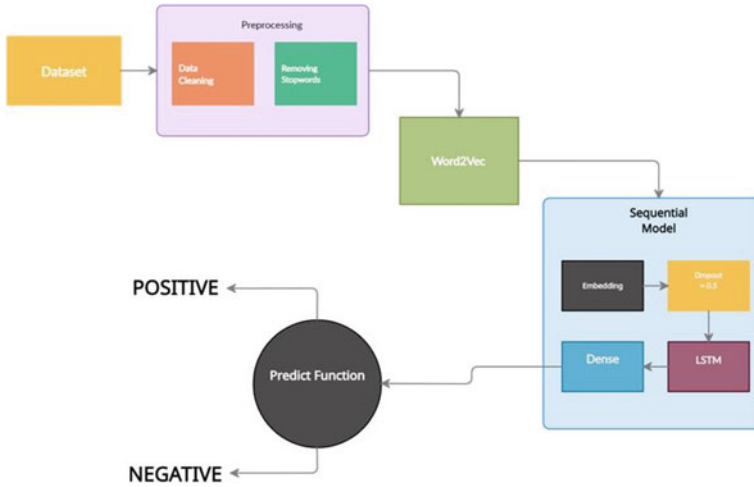 Preprocessing
Dataset
Data
Cleaning
Removing
Stopwords
Word2Vec
Sequential
Model
Embedding
Dropout
= 0.5
LSTM
Dense
Predict Function
POSITIVE
NEGATIVE